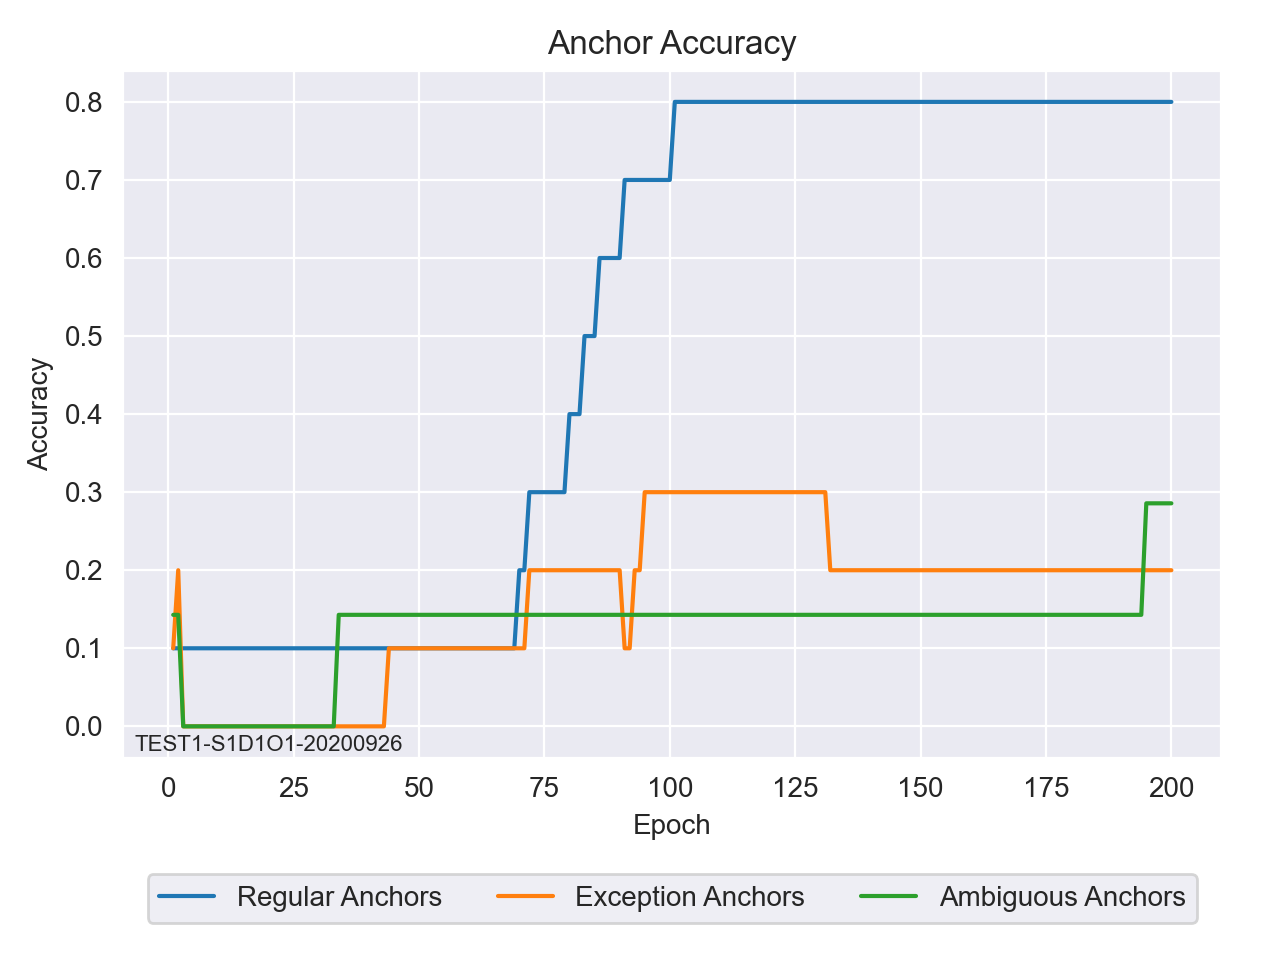 Anchor Accuracy
0.8
0.7
0.6
0.5
0.4
0.3
0.2
0.1
0.0
Accuracy
TEST1-S1D1O1-20200926
0 25 50 75 100 125 150 175 200
Epoch
Regular Anchors Exception Anchors Ambiguous Anchors